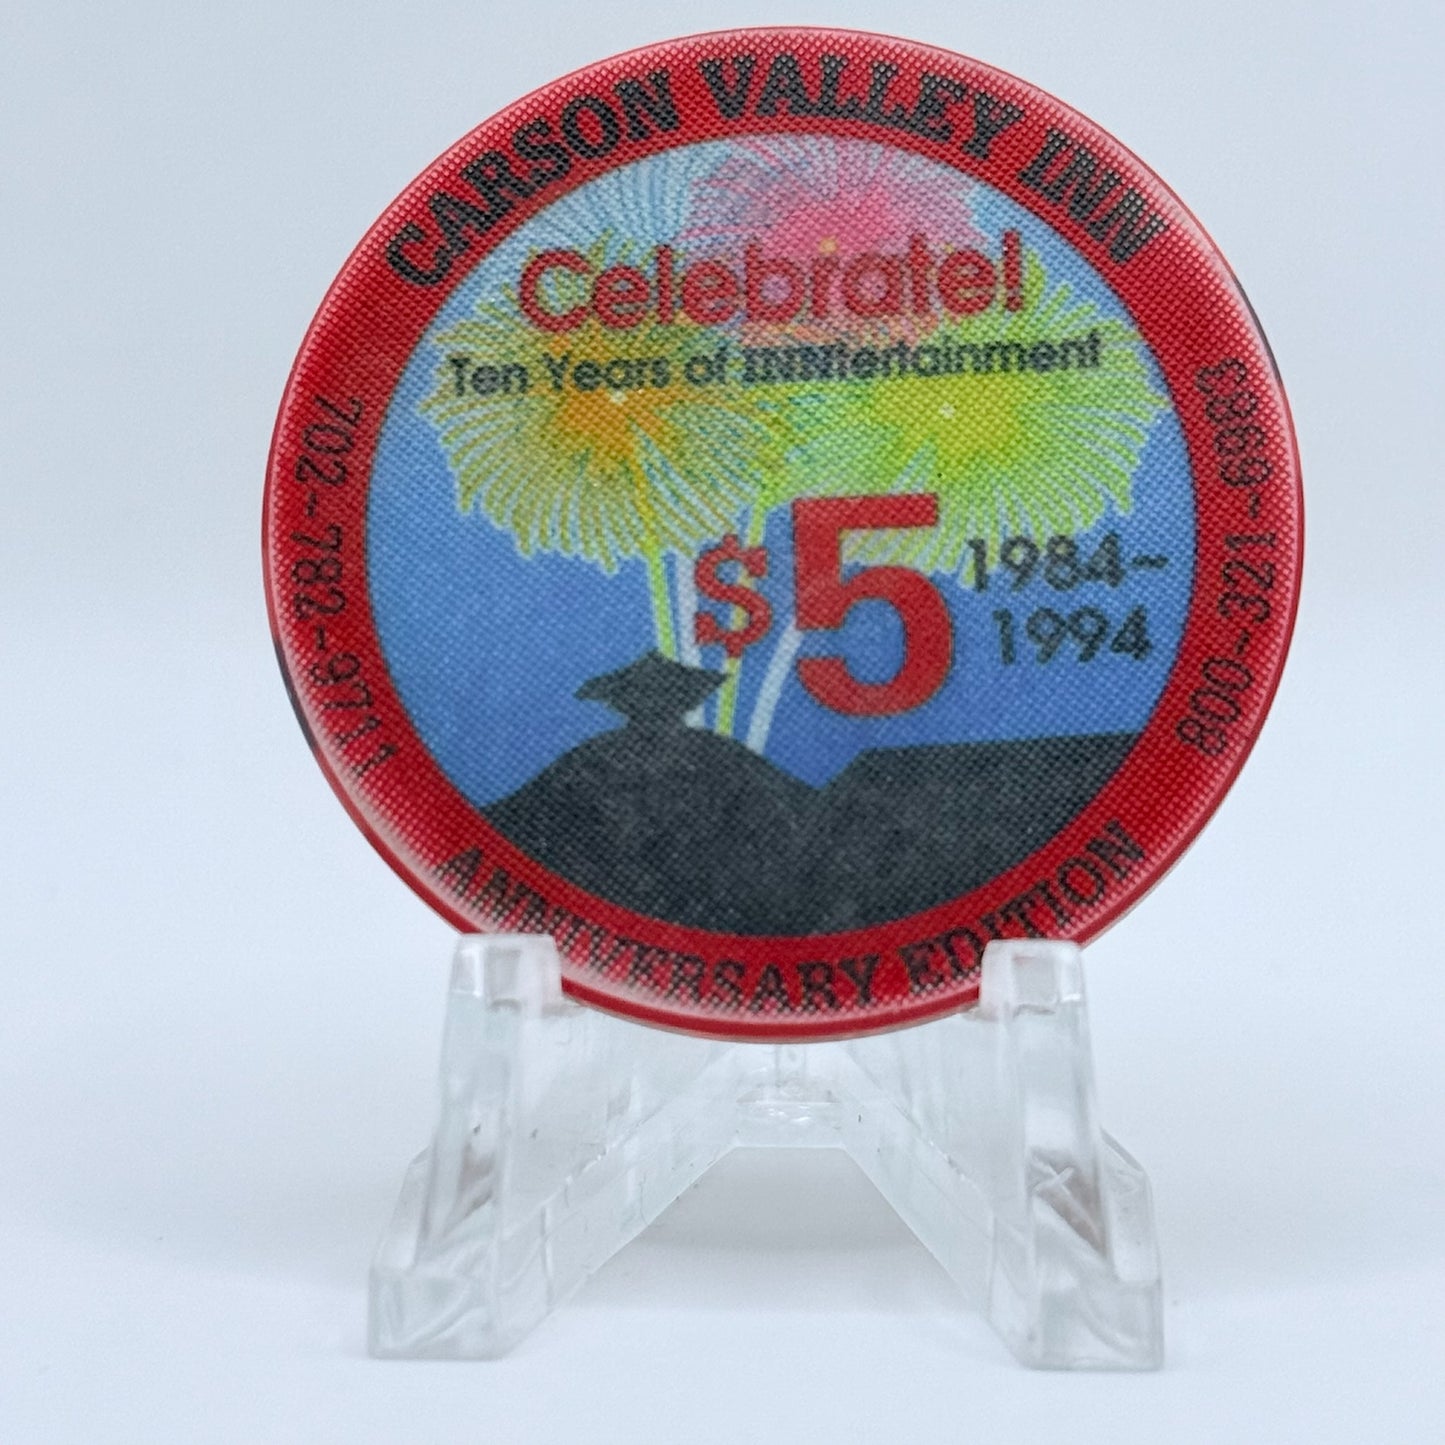 CARSON VALLEY INN
Celebrate!
Ten Years of INNtertainment
$5
1984~
1994
702~782~9711
800~321~6983
ANNIVERSARY EDITION